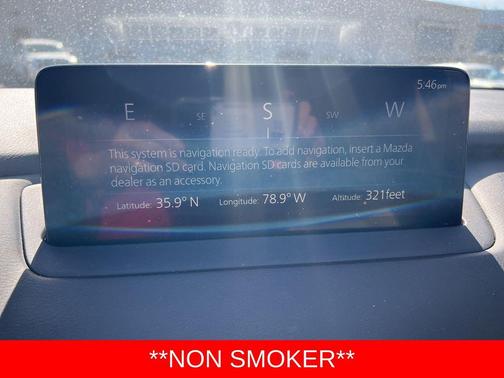 5:46pm
E SE S SW W
This system is navigation ready. To add navigation, insert a Mazda
navigation SD card. Navigation SD cards are available from your
dealer as an accessory.
Latitude: 35.9° N Longitude: 78.9° W Altitude: 321feet
**NON SMOKER**